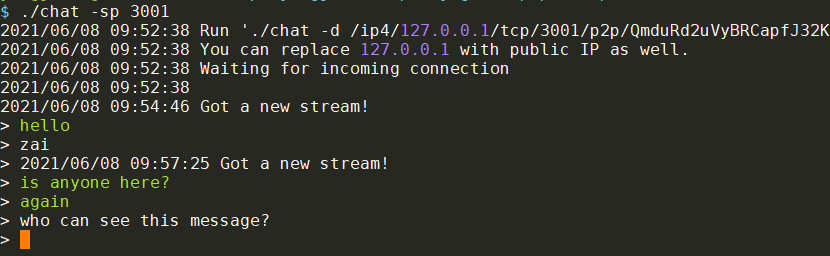 $ ./chat -sp 3001
2021/06/08 09:52:38 Run './chat -d /ip4/127.0.0.1/tcp/3001/p2p/QmduRd2uVyBRCapfJ32K
2021/06/08 09:52:38 You can replace 127.0.0.1 with public IP as well.
2021/06/08 09:52:38 Waiting for incoming connection
2021/06/08 09:52:38
2021/06/08 09:54:46 Got a new stream!
> hello
> zai
> 2021/06/08 09:57:25 Got a new stream!
> is anyone here?
> again
> who can see this message?
>